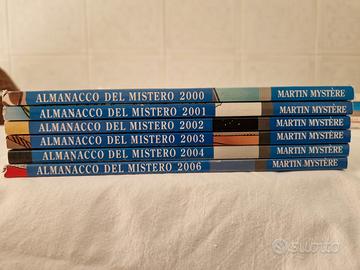 ALMANACCO DEL MISTERO 2000 MARTIN MYSTÈRE
ALMANACCO DEL MISTERO 2001 MARTIN MYSTÈRE
ALMANACCO DEL MISTERO 2002 MARTIN MYSTÈRE
ALMANACCO DEL MISTERO 2003 MARTIN MYSTÈRE
ALMANACCO DEL MISTERO 2004 MARTIN MYSTÈRE
ALMANACCO DEL MISTERO 2006 MARTIN MYSTÈRE
subito